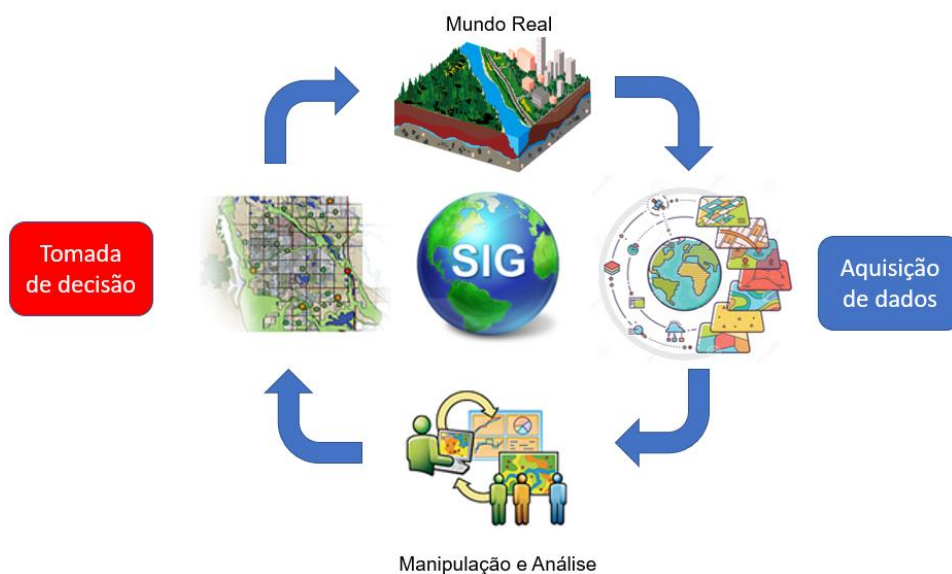 Mundo Real
Tomada
de decisão
SIG
Aquisição
de dados
Manipulação e Análise